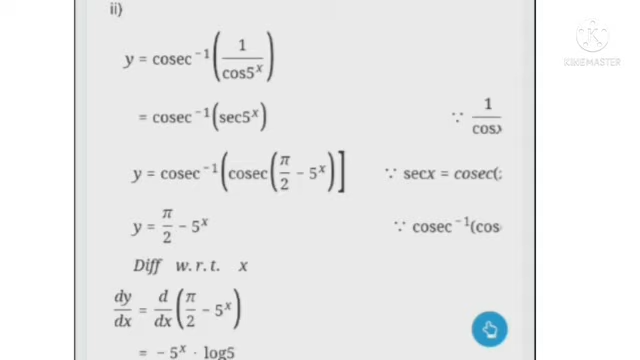 ii)
y = cosec⁻¹(1/cos5ˣ)
= cosec⁻¹(sec5ˣ) ∵ 1/cosx
y = cosec⁻¹(cosec(π/2 − 5ˣ)] ∵ secx = cosec(
y = π/2 − 5ˣ ∵ cosec⁻¹(cos
Diff w.r.t. x
dy/dx = d/dx(π/2 − 5ˣ)
= − 5ˣ · log5
KINEMASTER